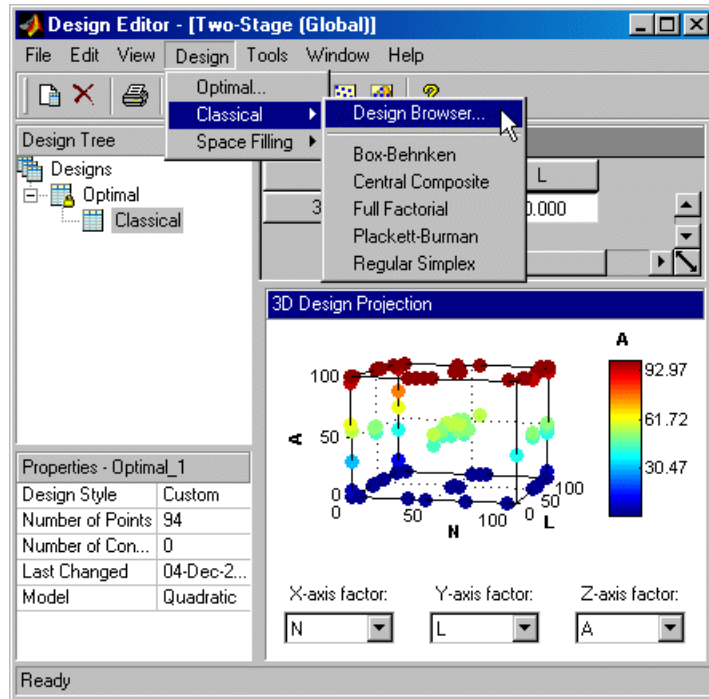 Design Editor - [Two-Stage (Global)]
File Edit View Design Tools Window Help
Optimal...
Classical
Space Filling
Design Browser...
Box-Behnken
Central Composite
Full Factorial
Plackett-Burman
Regular Simplex
Design Tree
Designs
Optimal
Classical
L
3 0.000
3D Design Projection
A
92.97
61.72
30.47
100
50
0
A
0 50 100
N
0 50 100
L
X-axis factor: Y-axis factor: Z-axis factor:
N L A
Properties - Optimal_1
Design Style Custom
Number of Points 94
Number of Con... 0
Last Changed 04-Dec-2...
Model Quadratic
Ready